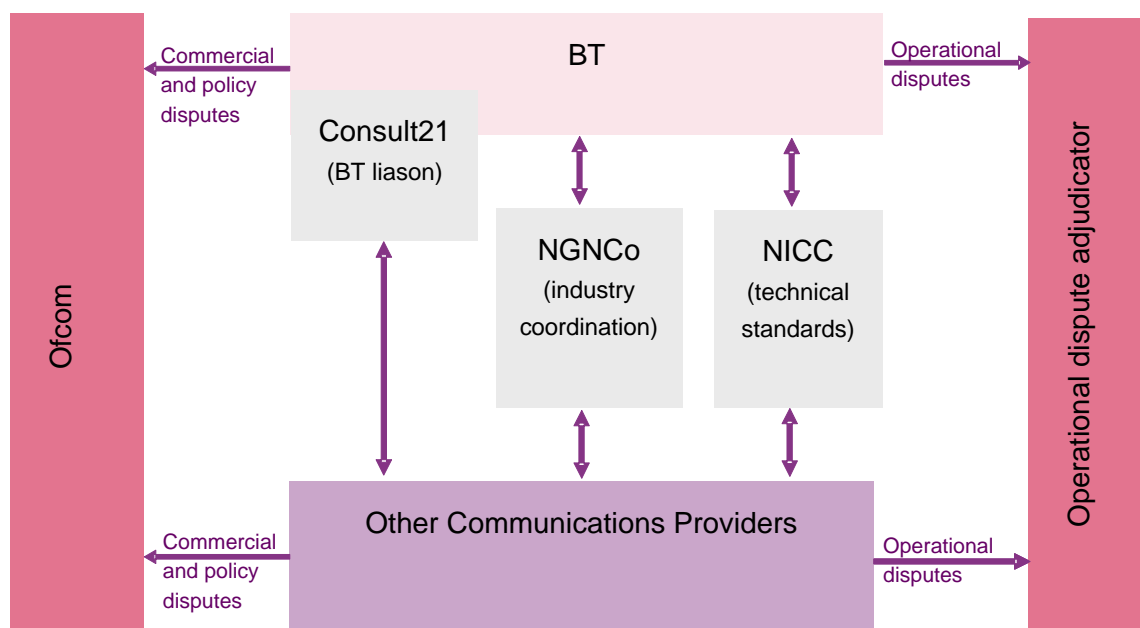 Ofcom
Commercial
and policy
disputes
BT
Operational
disputes
Consult21
(BT liason)
NGNCo
(industry
coordination)
NICC
(technical
standards)
Operational dispute adjudicator
Other Communications Providers
Commercial
and policy
disputes
Operational
disputes